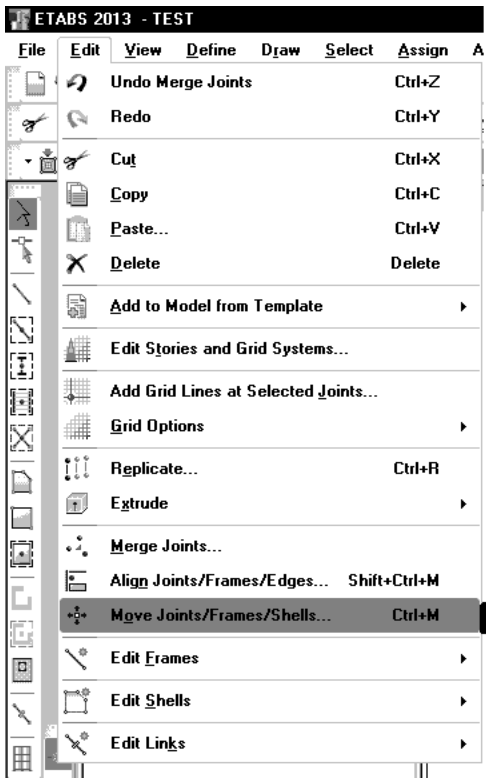 ETABS 2013 - TEST
File Edit View Define Draw Select Assign A
Undo Merge Joints Ctrl+Z
Redo Ctrl+Y
Cut Ctrl+X
Copy Ctrl+C
Paste... Ctrl+V
Delete Delete
Add to Model from Template
Edit Stories and Grid Systems...
Add Grid Lines at Selected Joints...
Grid Options
Replicate... Ctrl+R
Extrude
Merge Joints...
Align Joints/Frames/Edges... Shift+Ctrl+M
Move Joints/Frames/Shells... Ctrl+M
Edit Frames
Edit Shells
Edit Links